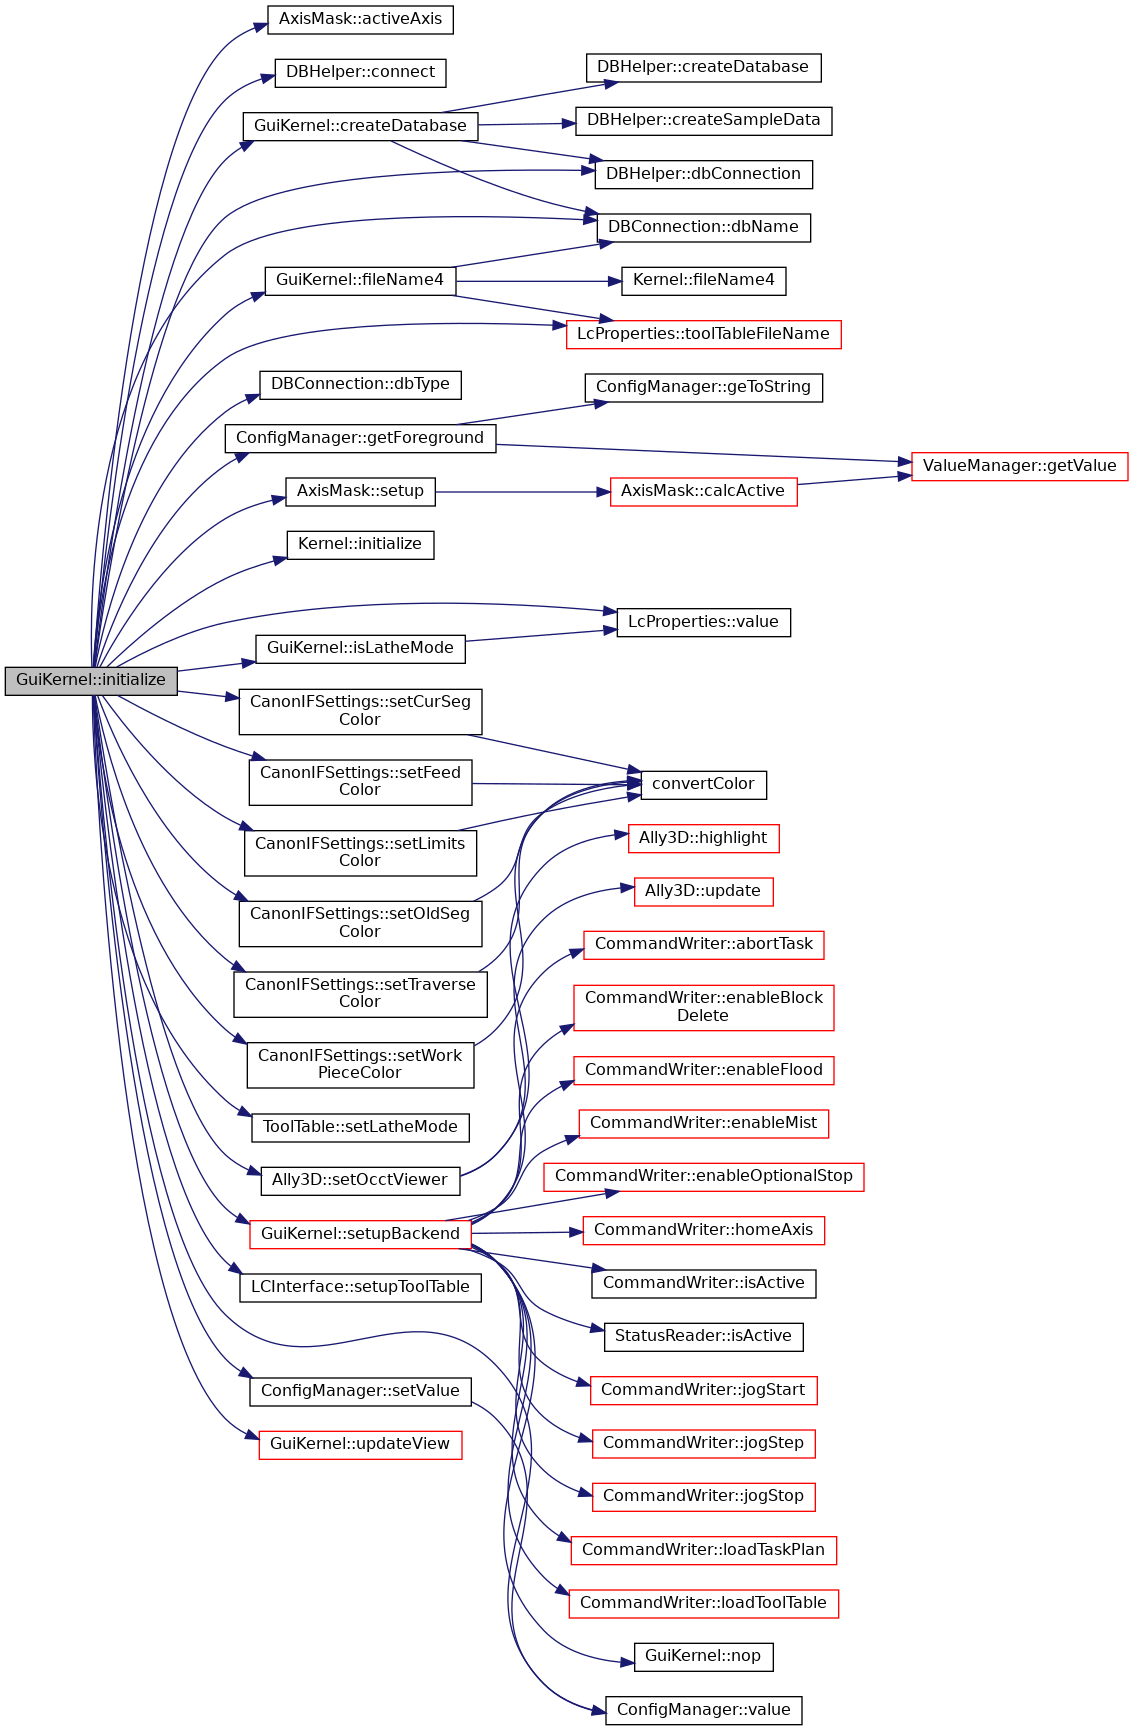 AxisMask::activeAxis
DBHelper::connect
DBHelper::createDatabase
GuiKernel::createDatabase
DBHelper::createSampleData
DBHelper::dbConnection
DBConnection::dbName
GuiKernel::fileName4
Kernel::fileName4
LcProperties::toolTableFileName
DBConnection::dbType
ConfigManager::geToString
ConfigManager::getForeground
ValueManager::getValue
AxisMask::setup
AxisMask::calcActive
Kernel::initialize
LcProperties::value
GuiKernel::isLatheMode
GuiKernel::initialize
CanonIFSettings::setCurSeg
Color
CanonIFSettings::setFeed
Color
convertColor
CanonIFSettings::setLimits
Color
Ally3D::highlight
Ally3D::update
CanonIFSettings::setOldSeg
Color
CommandWriter::abortTask
CanonIFSettings::setTraverse
Color
CommandWriter::enableBlock
Delete
CanonIFSettings::setWork
PieceColor
CommandWriter::enableFlood
ToolTable::setLatheMode
CommandWriter::enableMist
Ally3D::setOcctViewer
CommandWriter::enableOptionalStop
GuiKernel::setupBackend
CommandWriter::homeAxis
LCInterface::setupToolTable
CommandWriter::isActive
StatusReader::isActive
ConfigManager::setValue
CommandWriter::jogStart
GuiKernel::updateView
CommandWriter::jogStep
CommandWriter::jogStop
CommandWriter::loadTaskPlan
CommandWriter::loadToolTable
GuiKernel::nop
ConfigManager::value